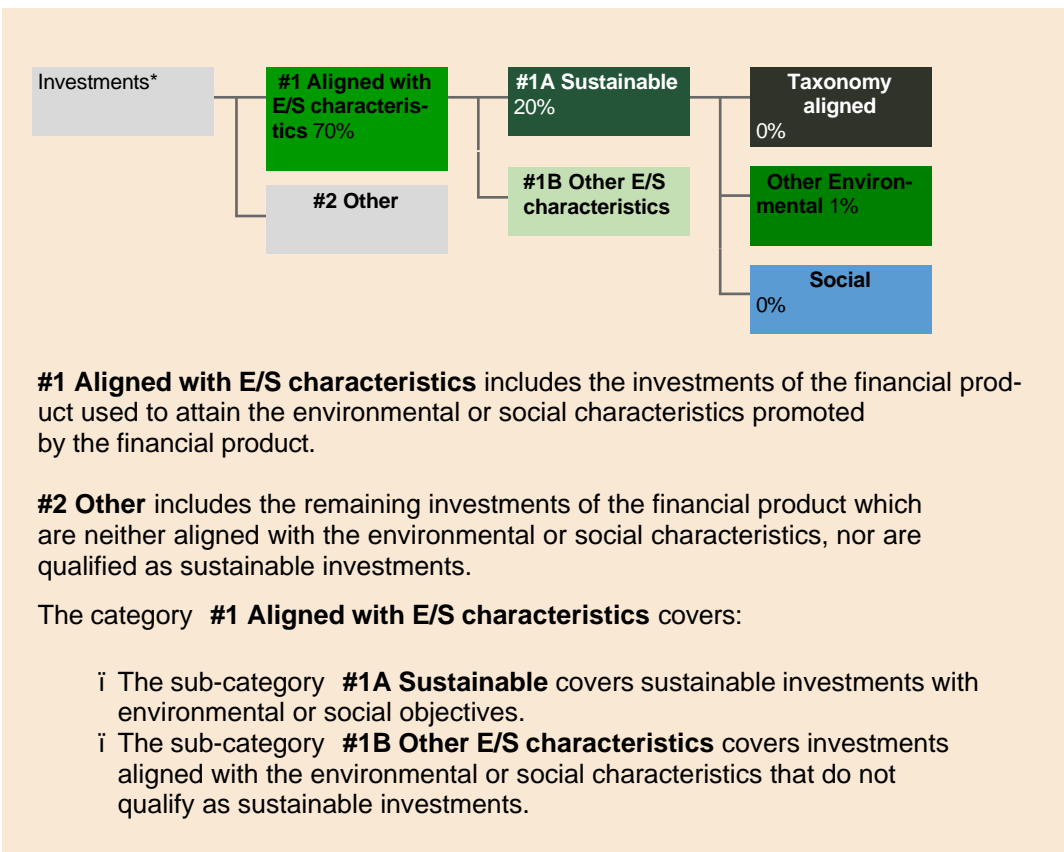 Investments*
#1 Aligned with
E/S characteris-
tics 70%
#2 Other
#1A Sustainable
20%
#1B Other E/S
characteristics
Taxonomy
aligned
0%
Other Environ-
mental 1%
Social
0%
#1 Aligned with E/S characteristics includes the investments of the financial prod-
uct used to attain the environmental or social characteristics promoted
by the financial product.
#2 Other includes the remaining investments of the financial product which
are neither aligned with the environmental or social characteristics, nor are
qualified as sustainable investments.
The category #1 Aligned with E/S characteristics covers:
ï The sub-category #1A Sustainable covers sustainable investments with
environmental or social objectives.
ï The sub-category #1B Other E/S characteristics covers investments
aligned with the environmental or social characteristics that do not
qualify as sustainable investments.